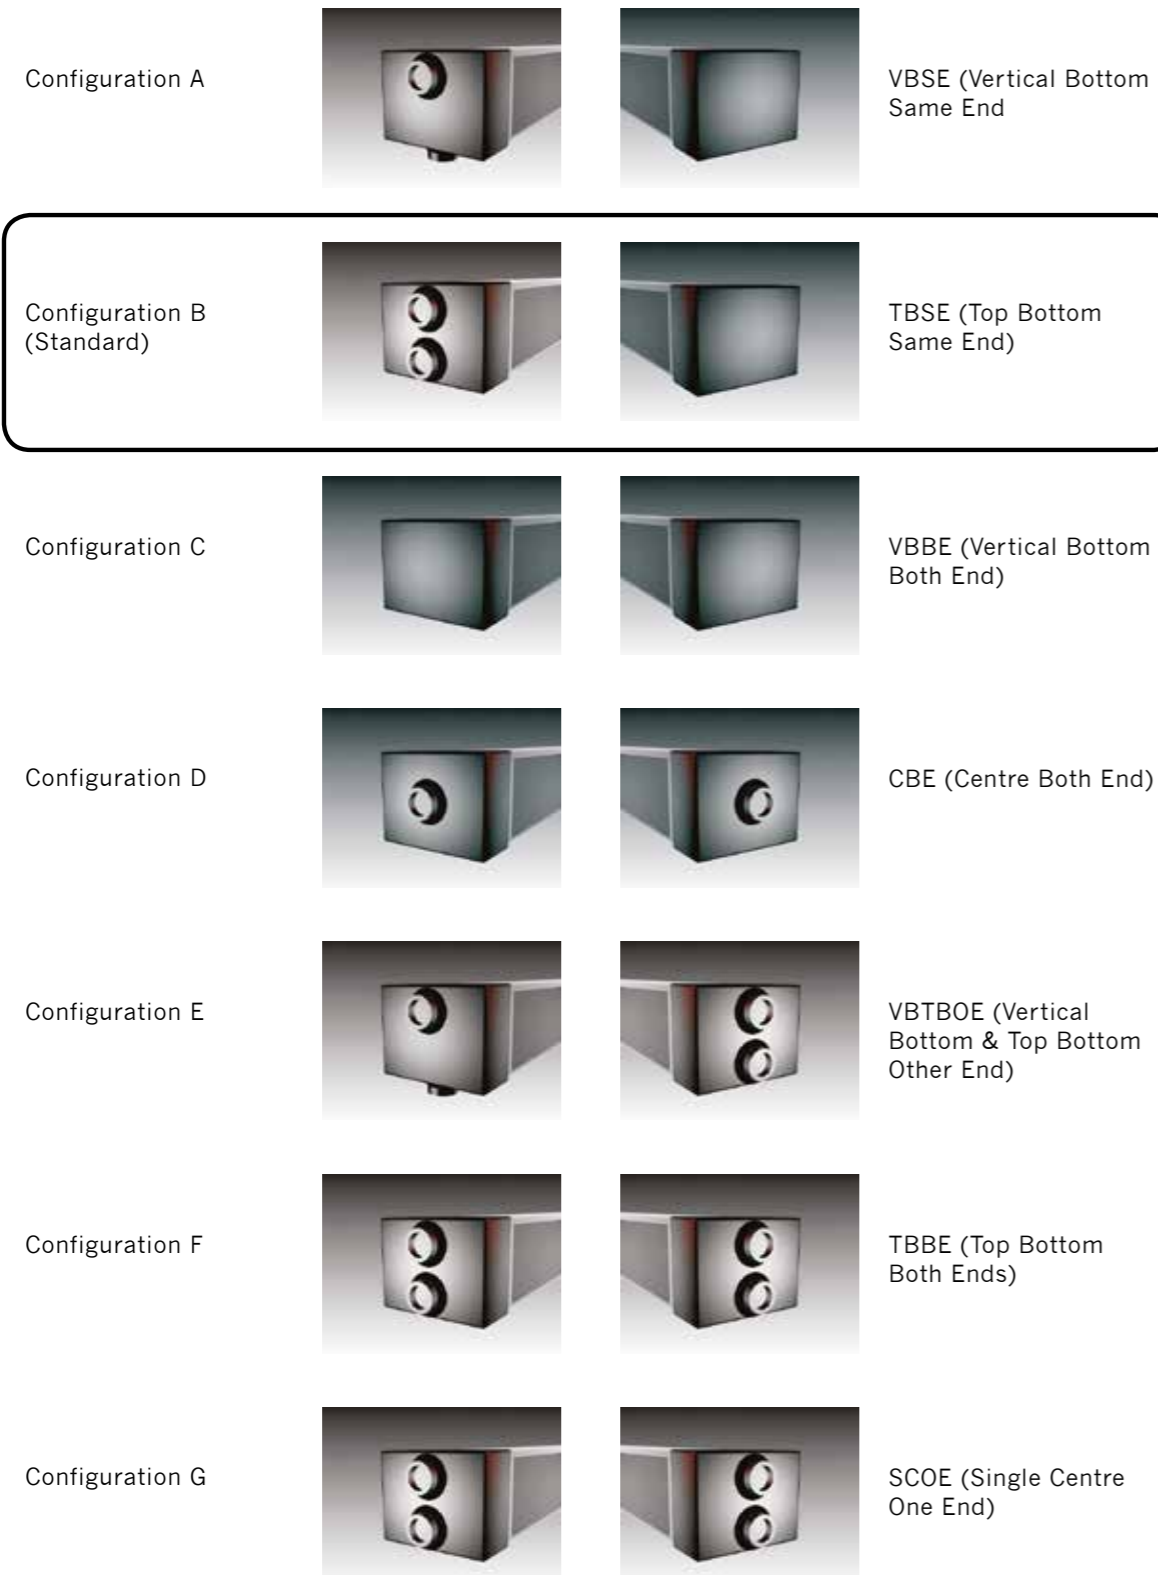 Configuration A
VBSE (Vertical Bottom
Same End
Configuration B
(Standard)
TBSE (Top Bottom
Same End)
Configuration C
VBBE (Vertical Bottom
Both End)
Configuration D
CBE (Centre Both End)
Configuration E
VBTBOE (Vertical
Bottom & Top Bottom
Other End)
Configuration F
TBBE (Top Bottom
Both Ends)
Configuration G
SCOE (Single Centre
One End)